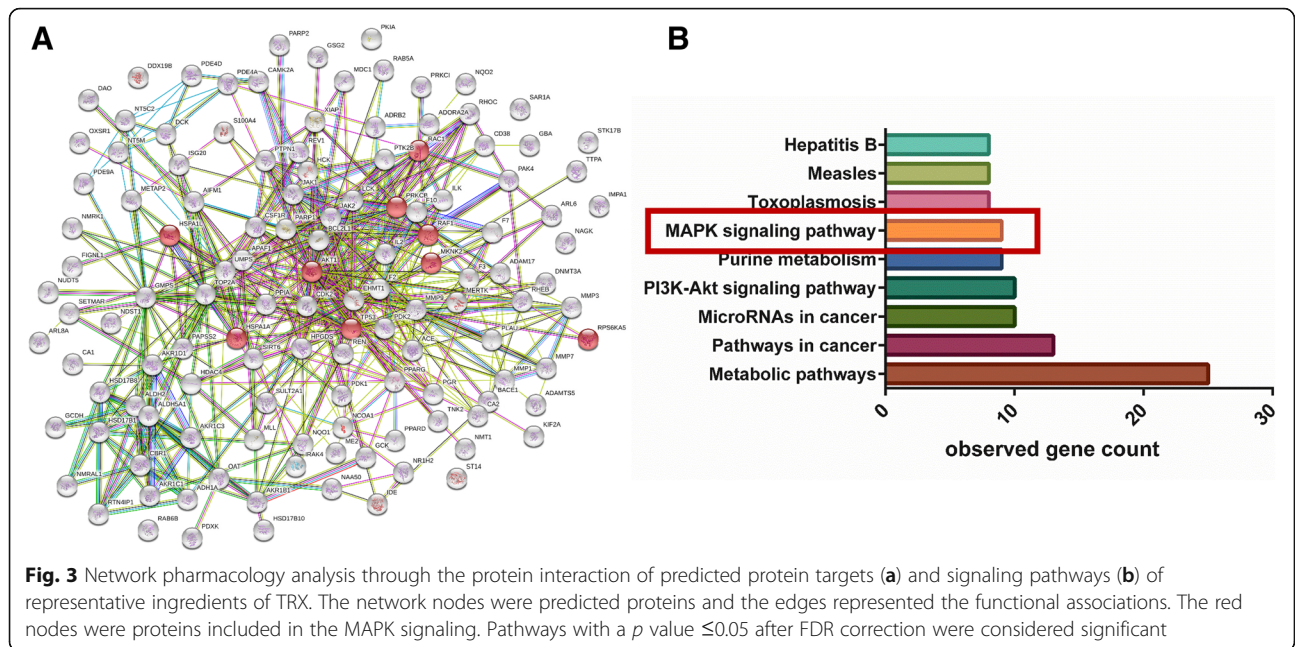 A
B
PARP2
PKIA
GSG2
DDX19B
PDE4D
PDE4A
CAMK2A
MDC1
RAB5A
PRKCI
NQO2
DAO
NT5C2
XIAP
ADRB2
ADORA2A
RHOC
SAR1A
OXSR1
NT5M
DCK
S100A4
REV1
PTK2B
RAC1
CD38
GBA
STK17B
ISG20
PTPN1
HCK
TTPA
PDE9A
METAP2
AIFM1
JAK1
LCK
PRKCB
ILK
PAK4
IMPA1
NMRK1
HSPA1L
CSF1R
PARP1
JAK2
F10
ARL6
BCL2L1
RAF1
F7
NAGK
FIGNL1
APAF1
IL2
MKNK2
UMPS
AKT1
F3
ADAM17
DNMT3A
NUDT5
GMPS
TOP2A
F2
EHMT1
SETMAR
PPIA
CDK2
MMP9
MERTK
RHEB
MMP3
NDST1
TP53
PDK2
ARL8A
PAPSS2
HSPA1A
REN
PLAU
RPS6KA5
CA1
AKR1D1
SIRT6
HPGDS
ACE
MMP7
HSD17B8
HDAC4
PPARG
MMP1
ALDH2
PDK1
PGR
BACE1
ADAMTS5
GCDH
HSD17B1
ALDH5A1
SULT2A1
NCOA1
TNK2
CA2
KIF2A
AKR1C3
MLL
NQO1
ME2
PPARD
NMT1
CBR1
IRAK4
GCK
NR1H2
NMRAL1
OAT
NAA50
ST14
AKR1C1
ADH1A
AKR1B1
IDE
RTN4IP1
RAB6B
PDXK
HSD17B10
Hepatitis B
Measles
Toxoplasmosis
MAPK signaling pathway
Purine metabolism
PI3K-Akt signaling pathway
MicroRNAs in cancer
Pathways in cancer
Metabolic pathways
0 10 20 30
observed gene count
Fig. 3 Network pharmacology analysis through the protein interaction of predicted protein targets (a) and signaling pathways (b) of
representative ingredients of TRX. The network nodes were predicted proteins and the edges represented the functional associations. The red
nodes were proteins included in the MAPK signaling. Pathways with a p value ≤0.05 after FDR correction were considered significant